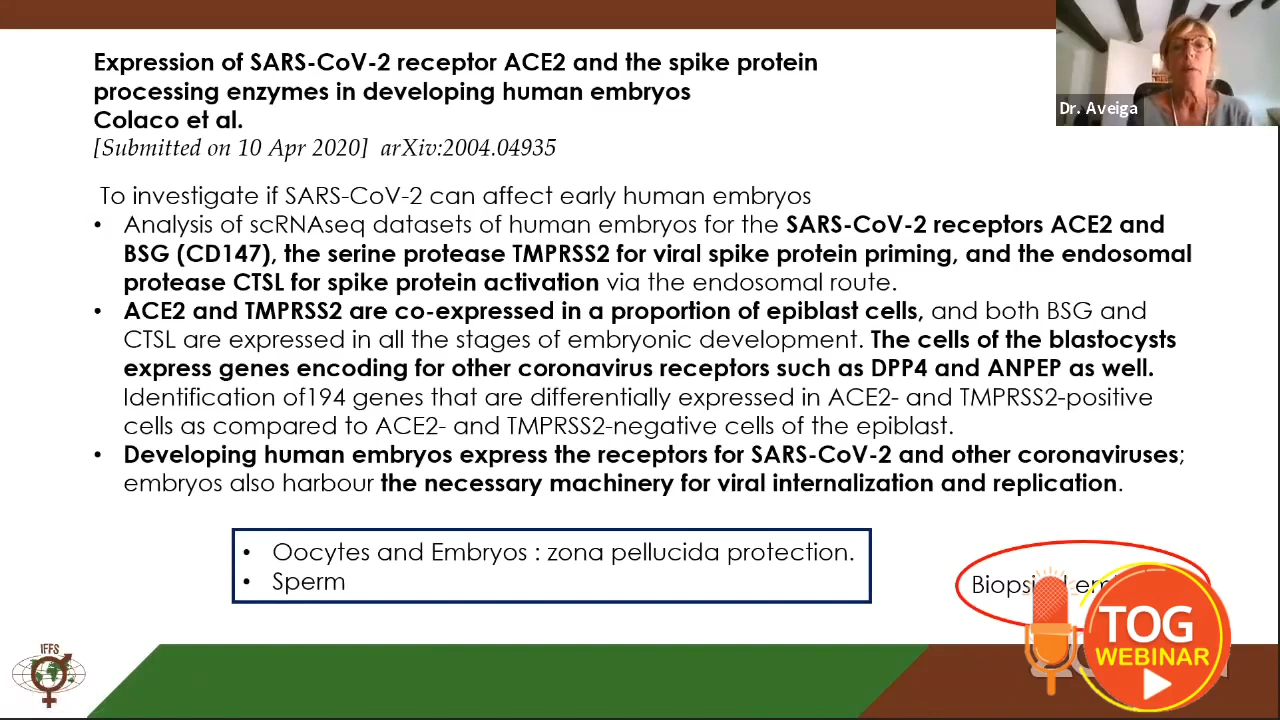 Expression of SARS-CoV-2 receptor ACE2 and the spike protein
processing enzymes in developing human embryos
Colaco et al.
[Submitted on 10 Apr 2020] arXiv:2004.04935
Dr. Aveiga
To investigate if SARS-CoV-2 can affect early human embryos
• Analysis of scRNAseq datasets of human embryos for the SARS-CoV-2 receptors ACE2 and
BSG (CD147), the serine protease TMPRSS2 for viral spike protein priming, and the endosomal
protease CTSL for spike protein activation via the endosomal route.
• ACE2 and TMPRSS2 are co-expressed in a proportion of epiblast cells, and both BSG and
CTSL are expressed in all the stages of embryonic development. The cells of the blastocysts
express genes encoding for other coronavirus receptors such as DPP4 and ANPEP as well.
Identification of194 genes that are differentially expressed in ACE2- and TMPRSS2-positive
cells as compared to ACE2- and TMPRSS2-negative cells of the epiblast.
• Developing human embryos express the receptors for SARS-CoV-2 and other coronaviruses;
embryos also harbour the necessary machinery for viral internalization and replication.
• Oocytes and Embryos : zona pellucida protection.
• Sperm
TOG
WEBINAR
IFFS